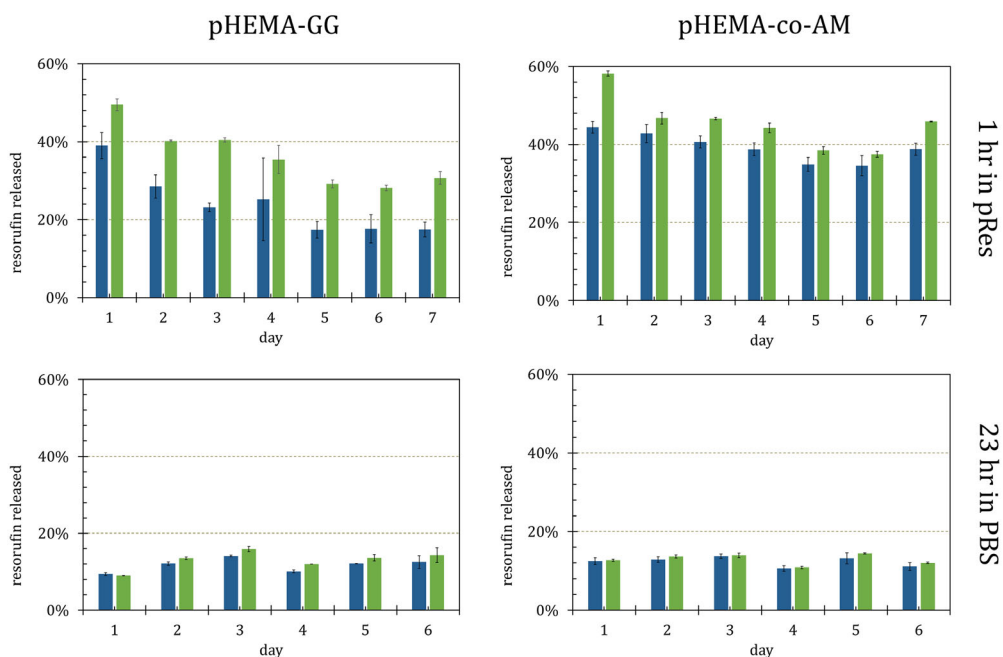 pHEMA-GG
pHEMA-co-AM
60%
40%
20%
0%
resorufin released
1 2 3 4 5 6 7
day
60%
40%
20%
0%
resorufin released
1 2 3 4 5 6 7
day
1 hr in pRes
60%
40%
20%
0%
resorufin released
1 2 3 4 5 6
day
60%
40%
20%
0%
resorufin released
1 2 3 4 5 6
day
23 hr in PBS